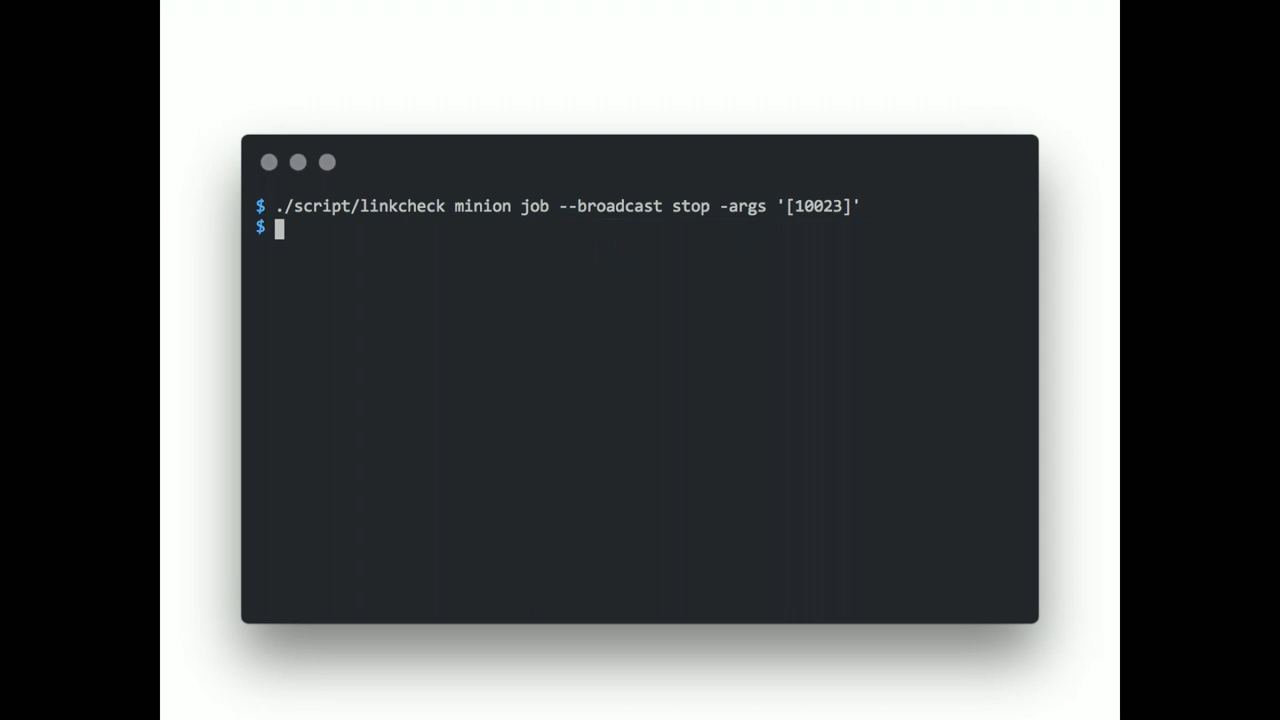 $ ./script/linkcheck minion job --broadcast stop -args '[10023]'
$